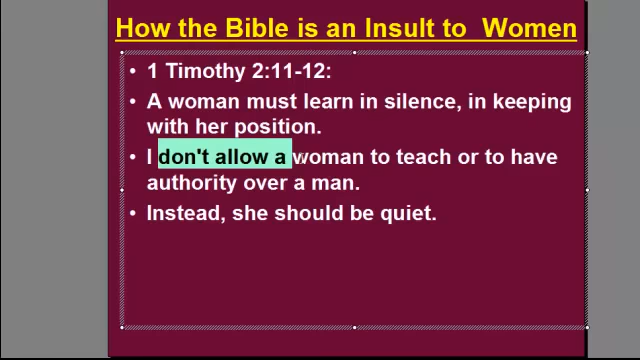 How the Bible is an Insult to Women
• 1 Timothy 2:11-12:
• A woman must learn in silence, in keeping
with her position.
• I don't allow a woman to teach or to have
authority over a man.
• Instead, she should be quiet.